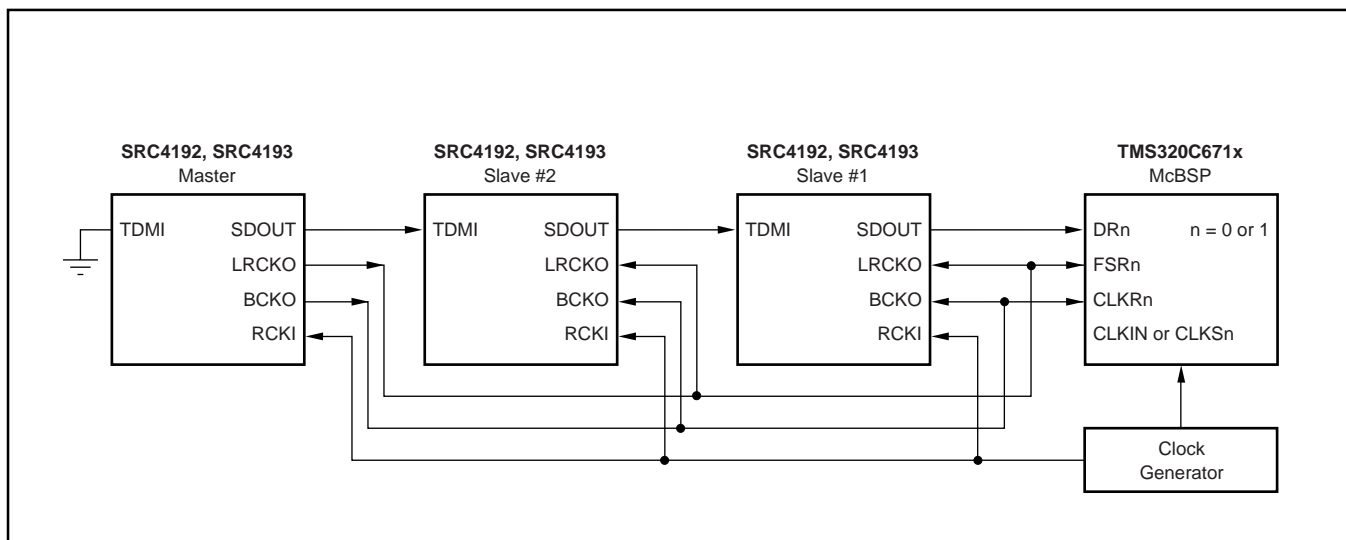 SRC4192, SRC4193
Master
TDMI
SDOUT
LRCKO
BCKO
RCKI
SRC4192, SRC4193
Slave #2
TDMI
SDOUT
LRCKO
BCKO
RCKI
SRC4192, SRC4193
Slave #1
TDMI
SDOUT
LRCKO
BCKO
RCKI
TMS320C671x
McBSP
DRn
n = 0 or 1
FSRn
CLKRn
CLKIN or CLKSn
Clock
Generator